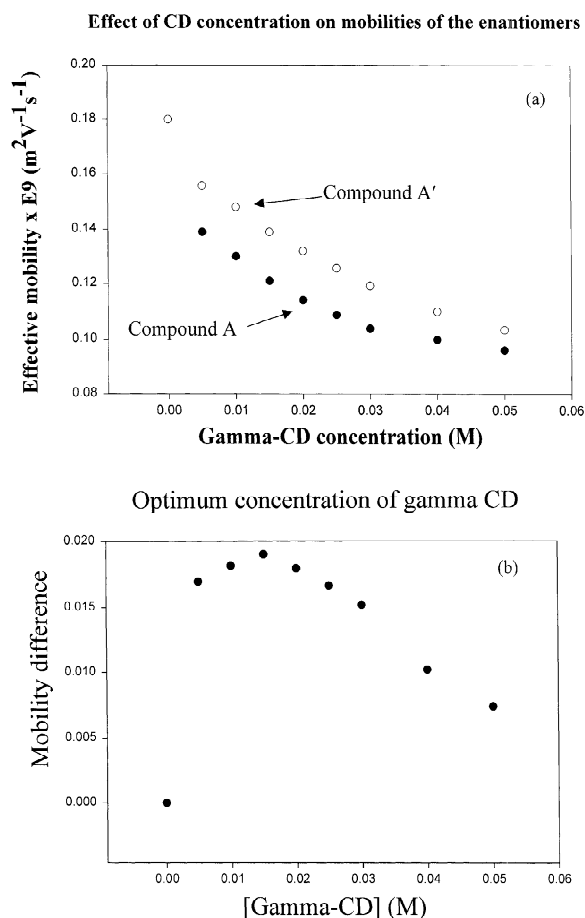 Effect of CD concentration on mobilities of the enantiomers
Effective mobility x E9 (m²V⁻¹s⁻¹)
0.20
0.18
0.16
0.14
0.12
0.10
0.08
(a)
Compound A′
Compound A
0.00 0.01 0.02 0.03 0.04 0.05 0.06
Gamma-CD concentration (M)
Optimum concentration of gamma CD
Mobility difference
0.020
0.015
0.010
0.005
0.000
(b)
0.00 0.01 0.02 0.03 0.04 0.05 0.06
[Gamma-CD] (M)